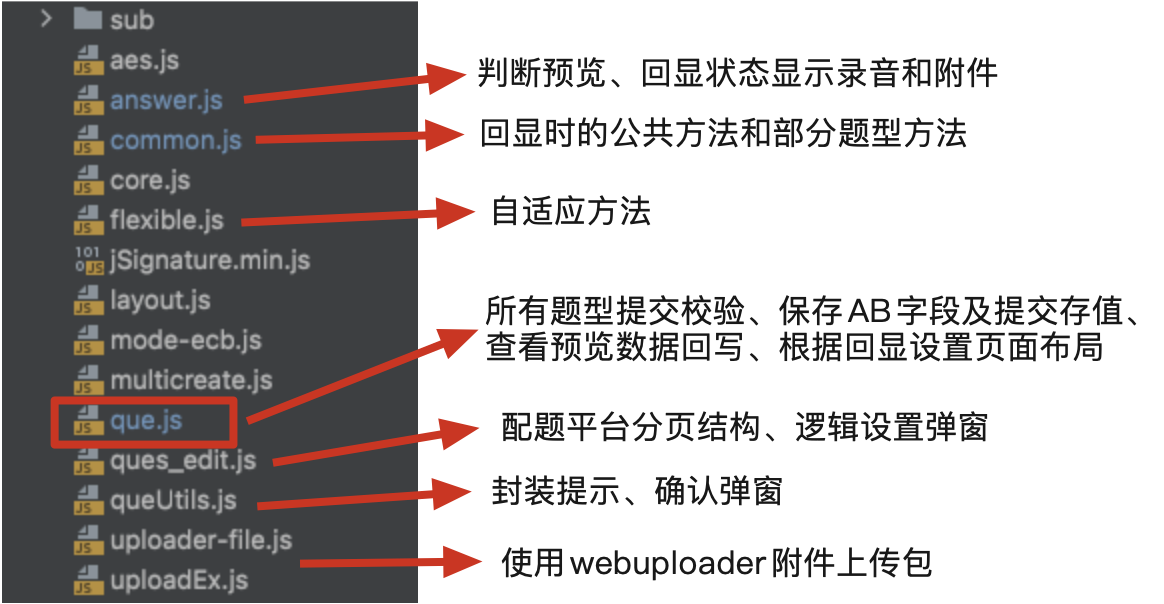 sub
aes.js
answer.js
判断预览、回显状态显示录音和附件
common.js
回显时的公共方法和部分题型方法
core.js
flexible.js
自适应方法
jSignature.min.js
layout.js
mode-ecb.js
multicreate.js
que.js
所有题型提交校验、保存AB字段及提交存值、
查看预览数据回写、根据回显设置页面布局
ques_edit.js
配题平台分页结构、逻辑设置弹窗
queUtils.js
封装提示、确认弹窗
uploader-file.js
使用webuploader附件上传包
uploadEx.js